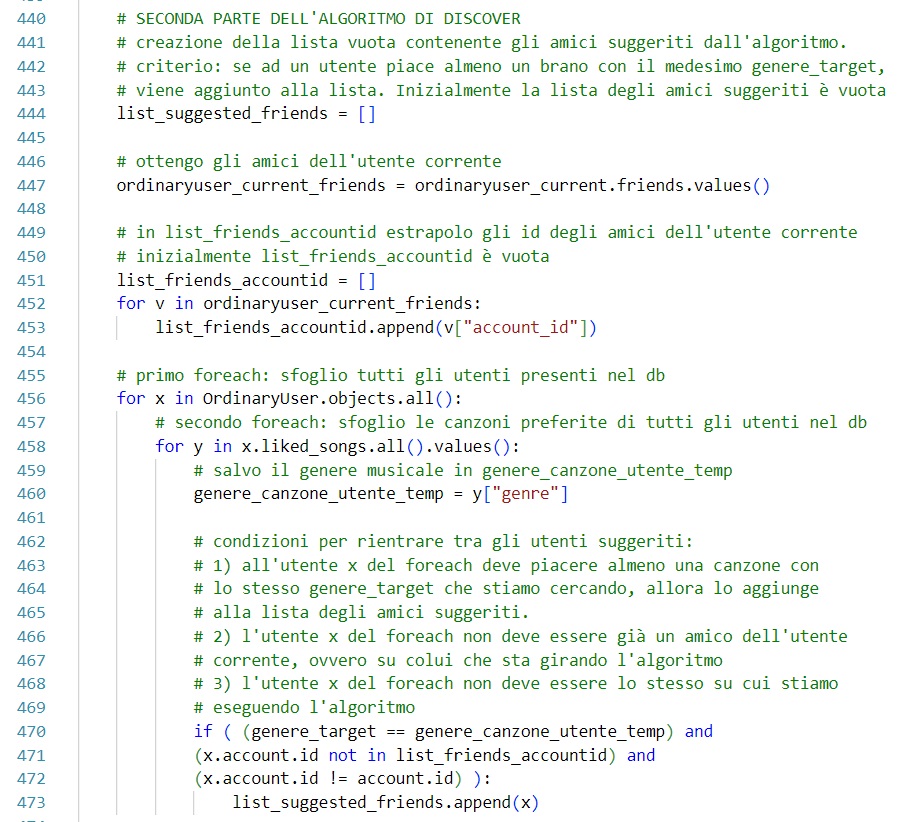 440 # SECONDA PARTE DELL'ALGORITMO DI DISCOVER
441 # creazione della lista vuota contenente gli amici suggeriti dall'algoritmo.
442 # criterio: se ad un utente piace almeno un brano con il medesimo genere_target,
443 # viene aggiunto alla lista. Inizialmente la lista degli amici suggeriti è vuota
444 list_suggested_friends = []
445
446 # ottengo gli amici dell'utente corrente
447 ordinaryuser_current_friends = ordinaryuser_current.friends.values()
448
449 # in list_friends_accountid estrapolo gli id degli amici dell'utente corrente
450 # inizialmente list_friends_accountid è vuota
451 list_friends_accountid = []
452 for v in ordinaryuser_current_friends:
453     list_friends_accountid.append(v["account_id"])
454
455 # primo foreach: sfoglio tutti gli utenti presenti nel db
456 for x in OrdinaryUser.objects.all():
457     # secondo foreach: sfoglio le canzoni preferite di tutti gli utenti nel db
458     for y in x.liked_songs.all().values():
459         # salvo il genere musicale in genere_canzone_utente_temp
460         genere_canzone_utente_temp = y["genre"]
461
462         # condizioni per rientrare tra gli utenti suggeriti:
463         # 1) all'utente x del foreach deve piacere almeno una canzone con
464         # lo stesso genere_target che stiamo cercando, allora lo aggiunge
465         # alla lista degli amici suggeriti.
466         # 2) l'utente x del foreach non deve essere già un amico dell'utente
467         # corrente, ovvero su colui che sta girando l'algoritmo
468         # 3) l'utente x del foreach non deve essere lo stesso su cui stiamo
469         # eseguendo l'algoritmo
470         if ( (genere_target == genere_canzone_utente_temp) and
471         (x.account.id not in list_friends_accountid) and
472         (x.account.id != account.id) ):
473             list_suggested_friends.append(x)